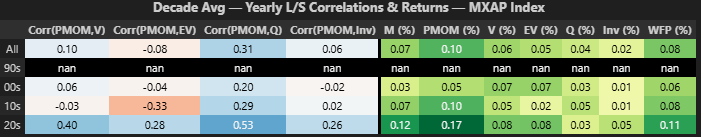 Decade Avg — Yearly L/S Correlations & Returns — MXAP Index
Corr(PMOM,V) Corr(PMOM,EV) Corr(PMOM,Q) Corr(PMOM,Inv) M (%) PMOM (%) V (%) EV (%) Q (%) Inv (%) WFP (%)
All 0.10 -0.08 0.31 0.06 0.07 0.10 0.06 0.05 0.04 0.02 0.08
90s nan nan nan nan nan nan nan nan nan nan nan
00s 0.06 -0.04 0.20 -0.02 0.03 0.05 0.07 0.07 0.03 0.01 0.06
10s -0.03 -0.33 0.29 0.02 0.07 0.10 0.05 0.02 0.05 0.01 0.08
20s 0.40 0.28 0.53 0.26 0.12 0.17 0.08 0.08 0.03 0.05 0.11